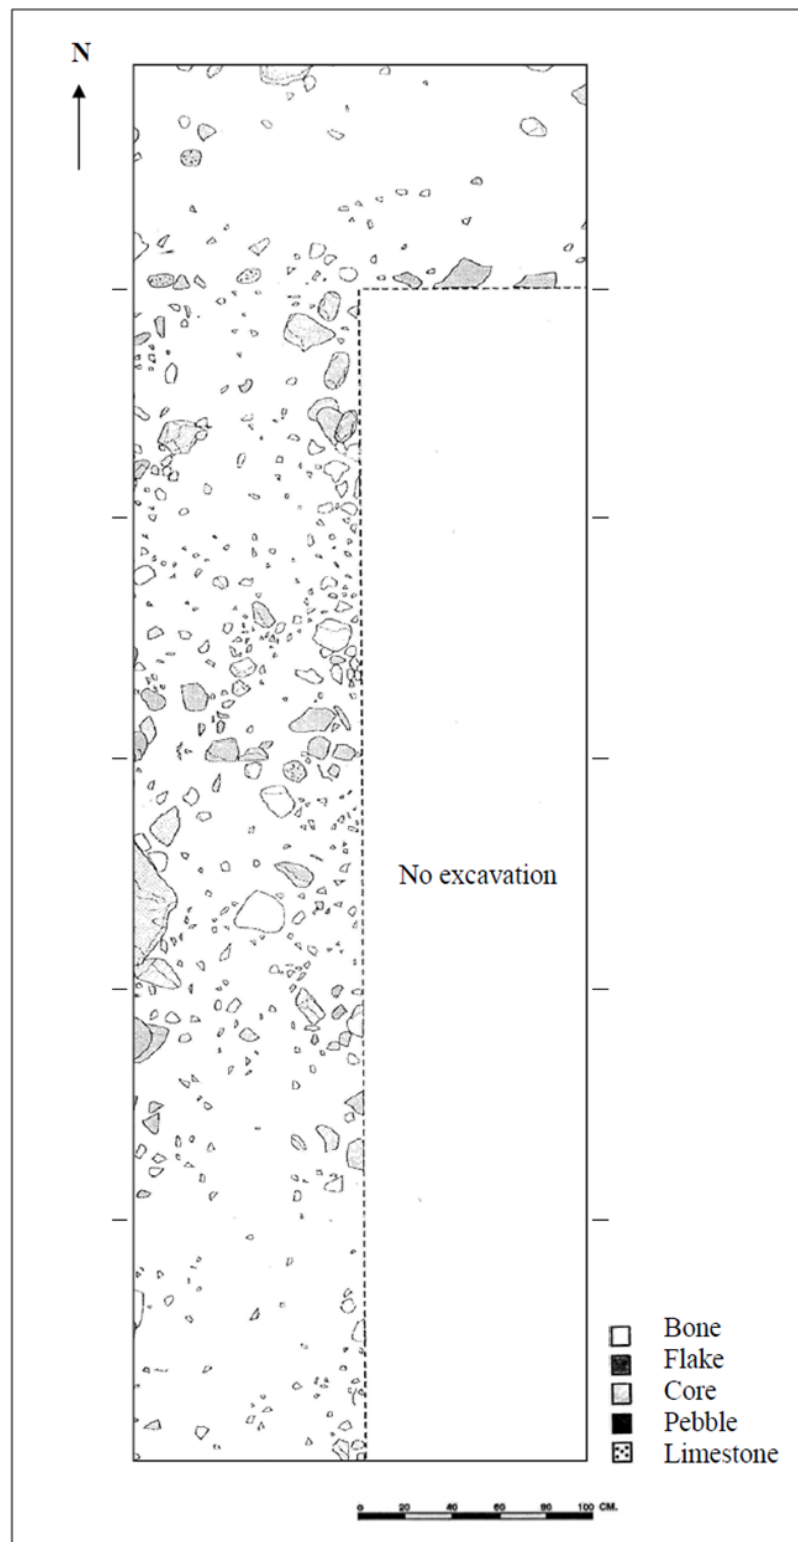 N
No excavation
Bone
Flake
Core
Pebble
Limestone
0 20 40 60 80 100 CM.